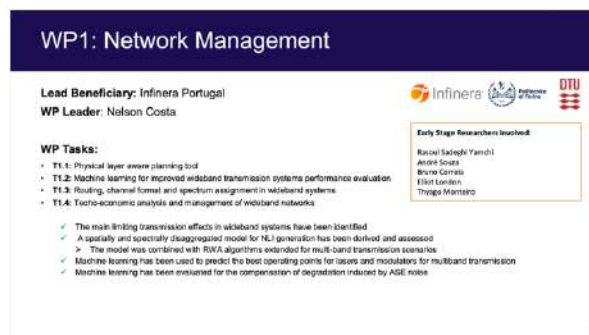 WP1: Network Management
Lead Beneficiary: Infinera Portugal
WP Leader: Nelson Costa
Infinera
Politecnico
di Torino
DTU
Early Stage Researchers involved:
Rasoul Sadeghi Yamchi
André Souza
Bruno Correia
Elliot London
Thyago Monteiro
WP Tasks:
• T1.1: Physical layer aware planning tool
• T1.2: Machine learning for improved wideband transmission systems performance evaluation
• T1.3: Routing, channel format and spectrum assignment in wideband systems
• T1.4: Techo-economic analysis and management of wideband networks
✓ The main limiting transmission effects in wideband systems have been identified
✓ A spatially and spectrally disaggregated model for NLI generation has been derived and assessed
➢ The model was combined with RWA algorithms extended for multi-band transmission scenarios
✓ Machine learning has been used to predict the best operating points for lasers and modulators for multiband transmission
✓ Machine learning has been evaluated for the compensation of degradation induced by ASE noise